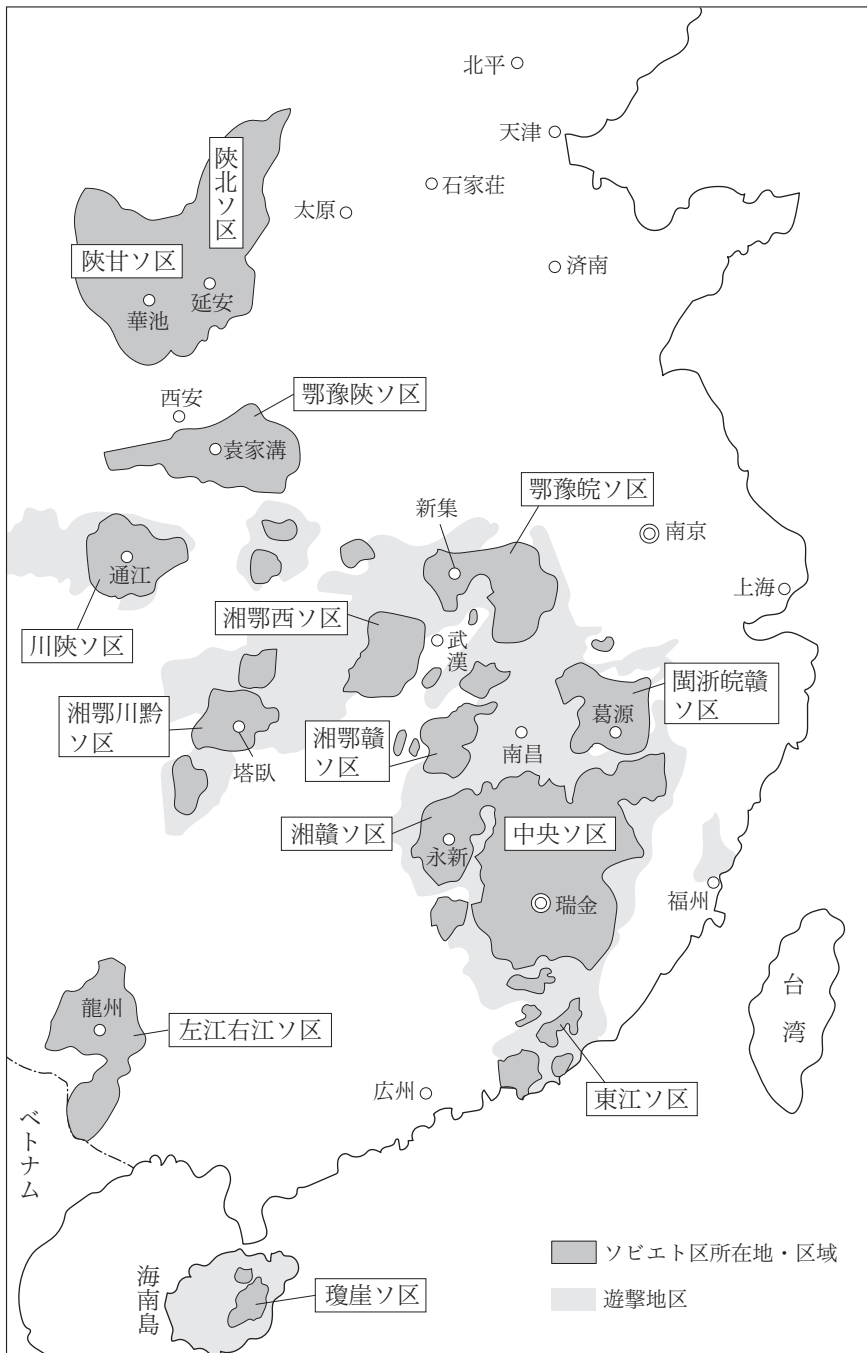 北平
天津
石家荘
太原
済南
陝北ソ区
陝甘ソ区
延安
華池
西安
鄂豫陝ソ区
袁家溝
鄂豫皖ソ区
新集
南京
通江
上海
湘鄂西ソ区
武漢
川陝ソ区
閩浙皖贛
ソ区
葛源
湘鄂川黔
ソ区
湘鄂贛
ソ区
南昌
塔臥
湘贛ソ区
中央ソ区
永新
瑞金
福州
台湾
龍州
左江右江ソ区
広州
東江ソ区
ベトナム
ソビエト区所在地・区域
遊撃地区
海南島
瓊崖ソ区